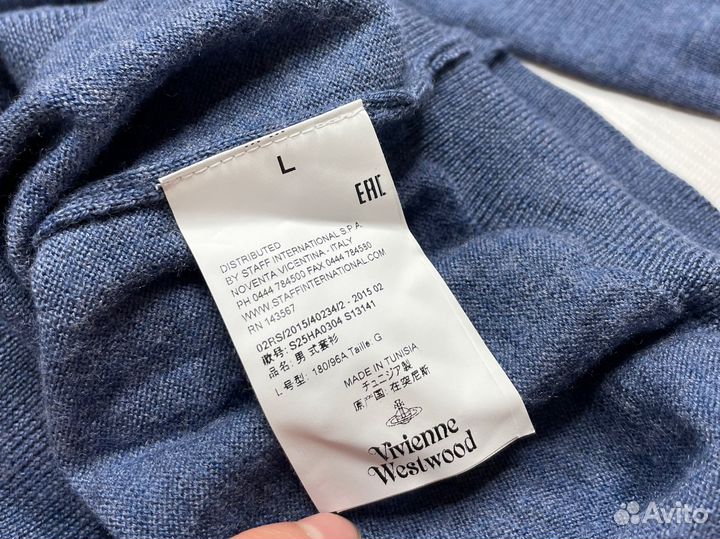 L
EAC
DISTRIBUTED
BY STAFF INTERNATIONAL S.P.A.
NOVENTA VICENTINA - ITALY
PH 0444 784500 FAX 0444 784590
WWW.STAFFINTERNATIONAL.COM
RN 143567
02RS/2015/40234/2 - 2015 02
款号: S25HA0304 S13141
品名: 男式套衫
L 号型: 180/96A Taille: G
MADE IN TUNISIA
チュニジア製
原产国: 在突尼斯
Vivienne
Westwood
Avito